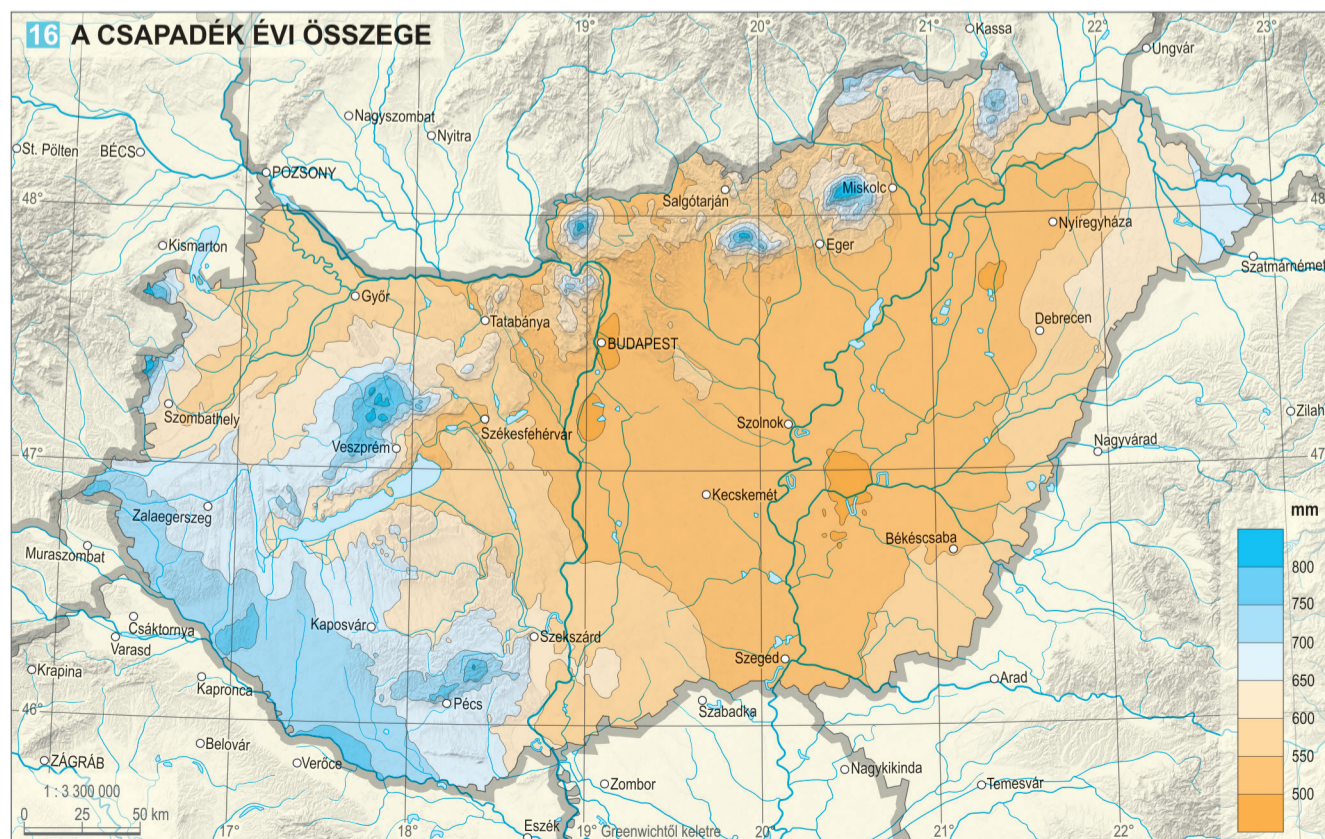 16 A CSAPADÉK ÉVI ÖSSZEGE
19
20
21
22
23°
Kassa
Ungvár
Nagyszombat
Nyitra
St. Pölten
BÉCS
POZSONY
Salgótarján
Miskolc
48°
48
Nyíregyháza
Kismarton
Eger
Szatmárnémeti
Győr
Tatabánya
Debrecen
BUDAPEST
Szombathely
Székesfehérvár
Szolnok
Zilah
Veszprém
Nagyvárad
47°
47
Zalaegerszeg
Kecskemét
mm
Békéscsaba
Muraszombat
800
750
Csáktornya
Kaposvár
Szekszárd
700
Varasd
Krapina
Szeged
650
Kapronca
Arad
Pécs
Szabadka
600
46°
Belovár
550
ZÁGRÁB
Verőce
Nagykikinda
Zombor
Temesvár
500
1 : 3 300 000
0 25 50 km
17°
18
Eszék
19°
Greenwichtől keletre
20°
21
22